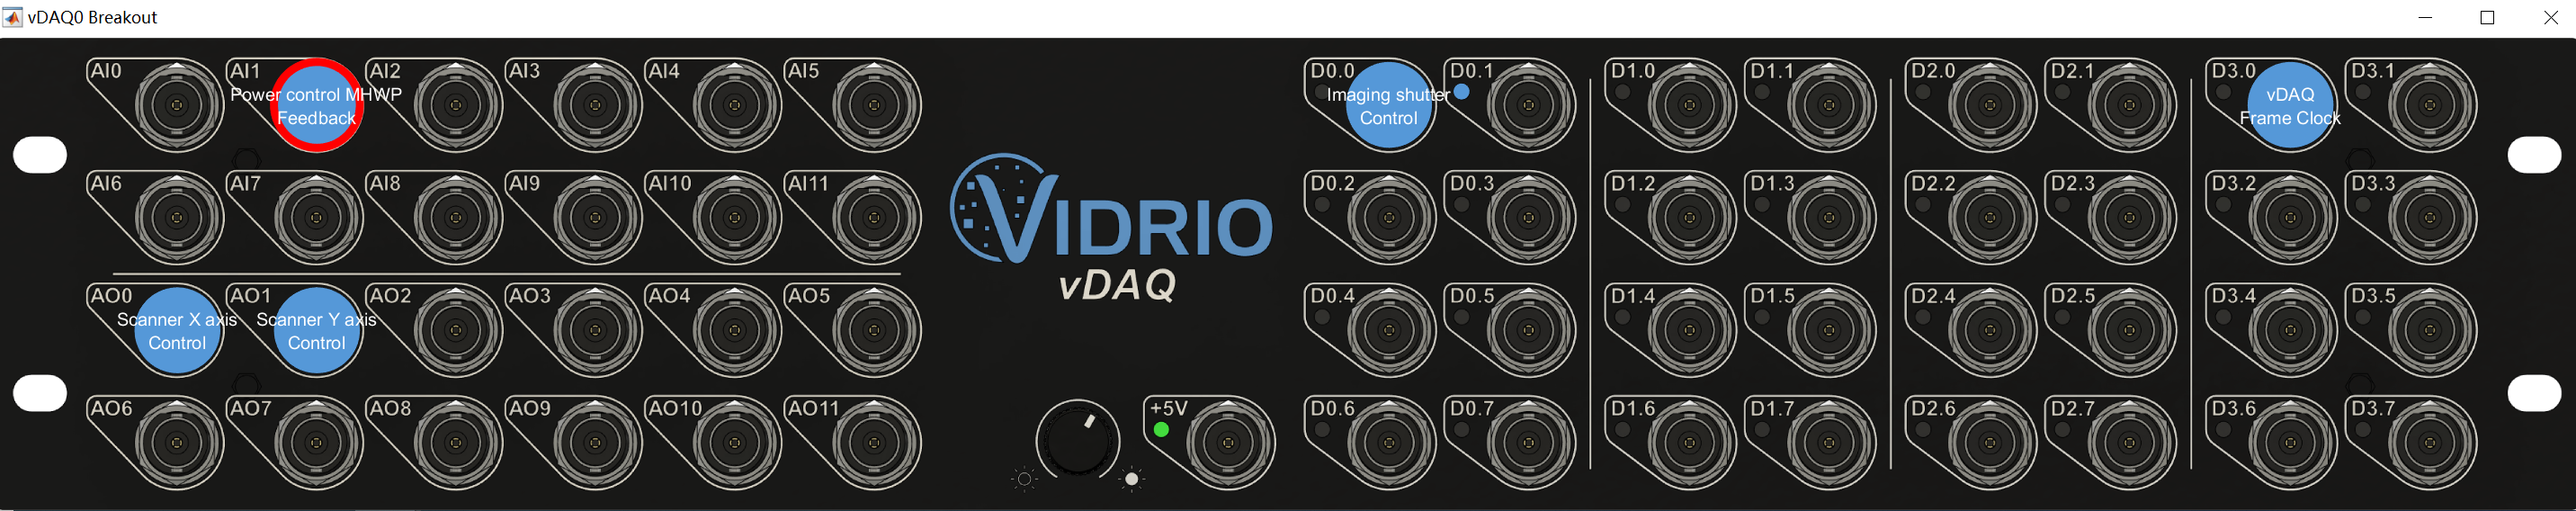 vDAQ0 Breakout
AI0 AI1 AI2 AI3 AI4 AI5
Power control MHWP
Feedback
AI6 AI7 AI8 AI9 AI10 AI11
AO0 AO1 AO2 AO3 AO4 AO5
Scanner X axis
Control
Scanner Y axis
Control
AO6 AO7 AO8 AO9 AO10 AO11
VIDRIO
vDAQ
+5V
D0.0 D0.1
Imaging shutter
Control
D0.2 D0.3
D0.4 D0.5
D0.6 D0.7
D1.0 D1.1
D1.2 D1.3
D1.4 D1.5
D1.6 D1.7
D2.0 D2.1
D2.2 D2.3
D2.4 D2.5
D2.6 D2.7
D3.0 D3.1
vDAQ
Frame Clock
D3.2 D3.3
D3.4 D3.5
D3.6 D3.7